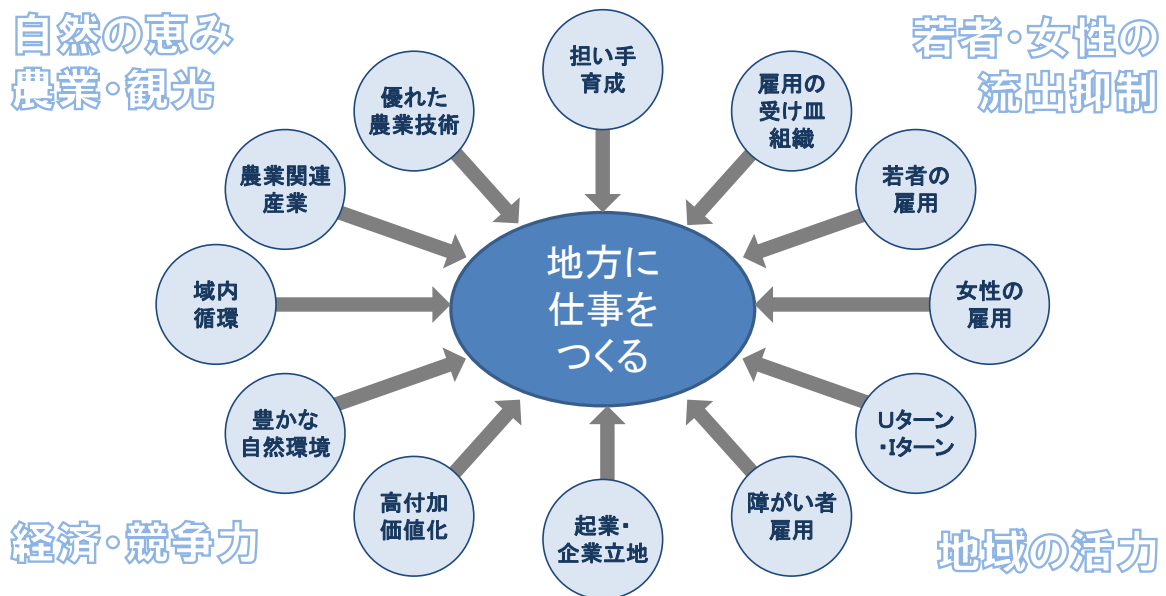 自然の恵み
農業・観光
若者・女性の
流出抑制
担い手
育成
雇用の
受け皿
組織
若者の
雇用
女性の
雇用
Uターン
・Iターン
障がい者
雇用
起業・
企業立地
高付加
価値化
豊かな
自然環境
域内
循環
農業関連
産業
優れた
農業技術
地方に
仕事を
つくる
経済・競争力
地域の活力